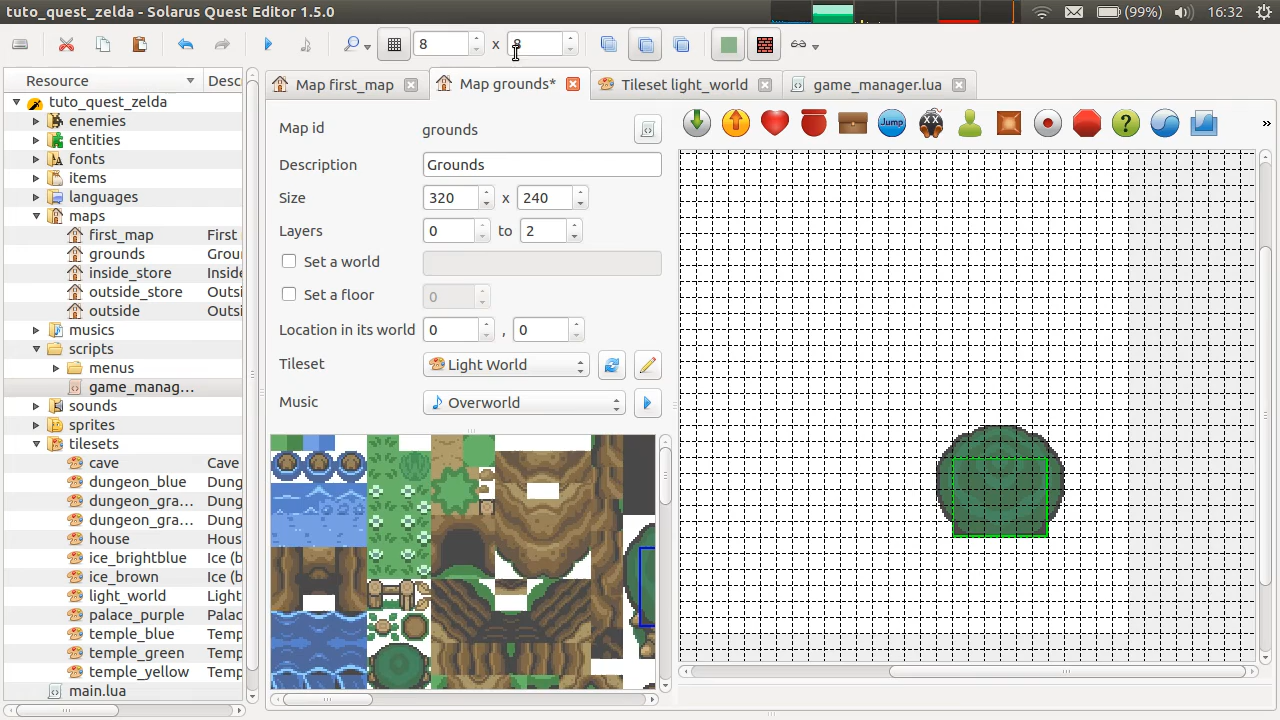 tuto_quest_zelda - Solarus Quest Editor 1.5.0
(99%)
16:32
8 x 8
Resource Desc
tuto_quest_zelda
enemies
entities
fonts
items
languages
maps
first_map First
grounds Grou
inside_store Insid
outside_store Outsi
outside Outsi
musics
scripts
menus
game_manag...
sounds
sprites
tilesets
cave Cave
dungeon_blue Dung
dungeon_gra... Dung
dungeon_gra... Dung
house Hous
ice_brightblue Ice (b
ice_brown Ice (b
light_world Light
palace_purple Palac
temple_blue Temp
temple_green Temp
temple_yellow Temp
main.lua
Map first_map
Map grounds*
Tileset light_world
game_manager.lua
Map id grounds
Description Grounds
Size 320 x 240
Layers 0 to 2
Set a world
Set a floor 0
Location in its world 0 , 0
Tileset Light World
Music Overworld
Jump
?
»